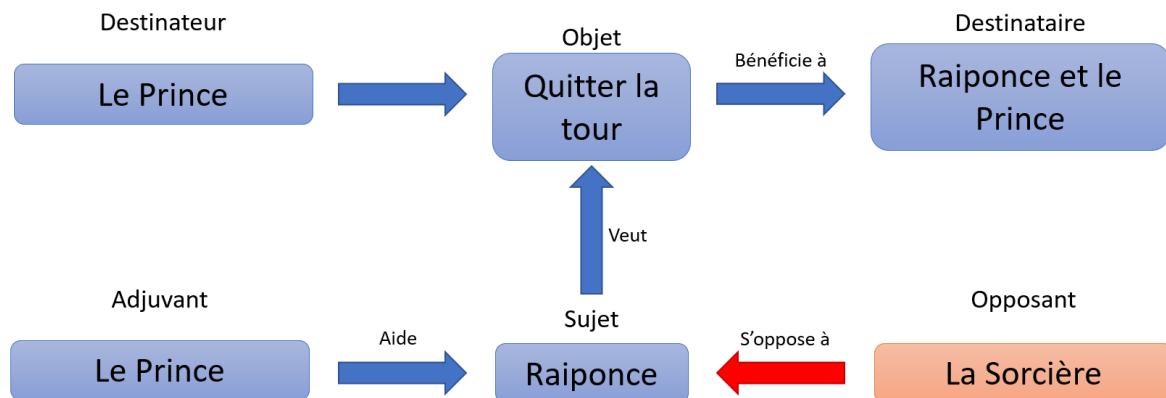 Destinateur
Objet
Destinataire
Le Prince
Quitter la
tour
Bénéficie à
Raiponce et le
Prince
Veut
Adjuvant
Sujet
Opposant
Le Prince
Aide
Raiponce
S'oppose à
La Sorcière